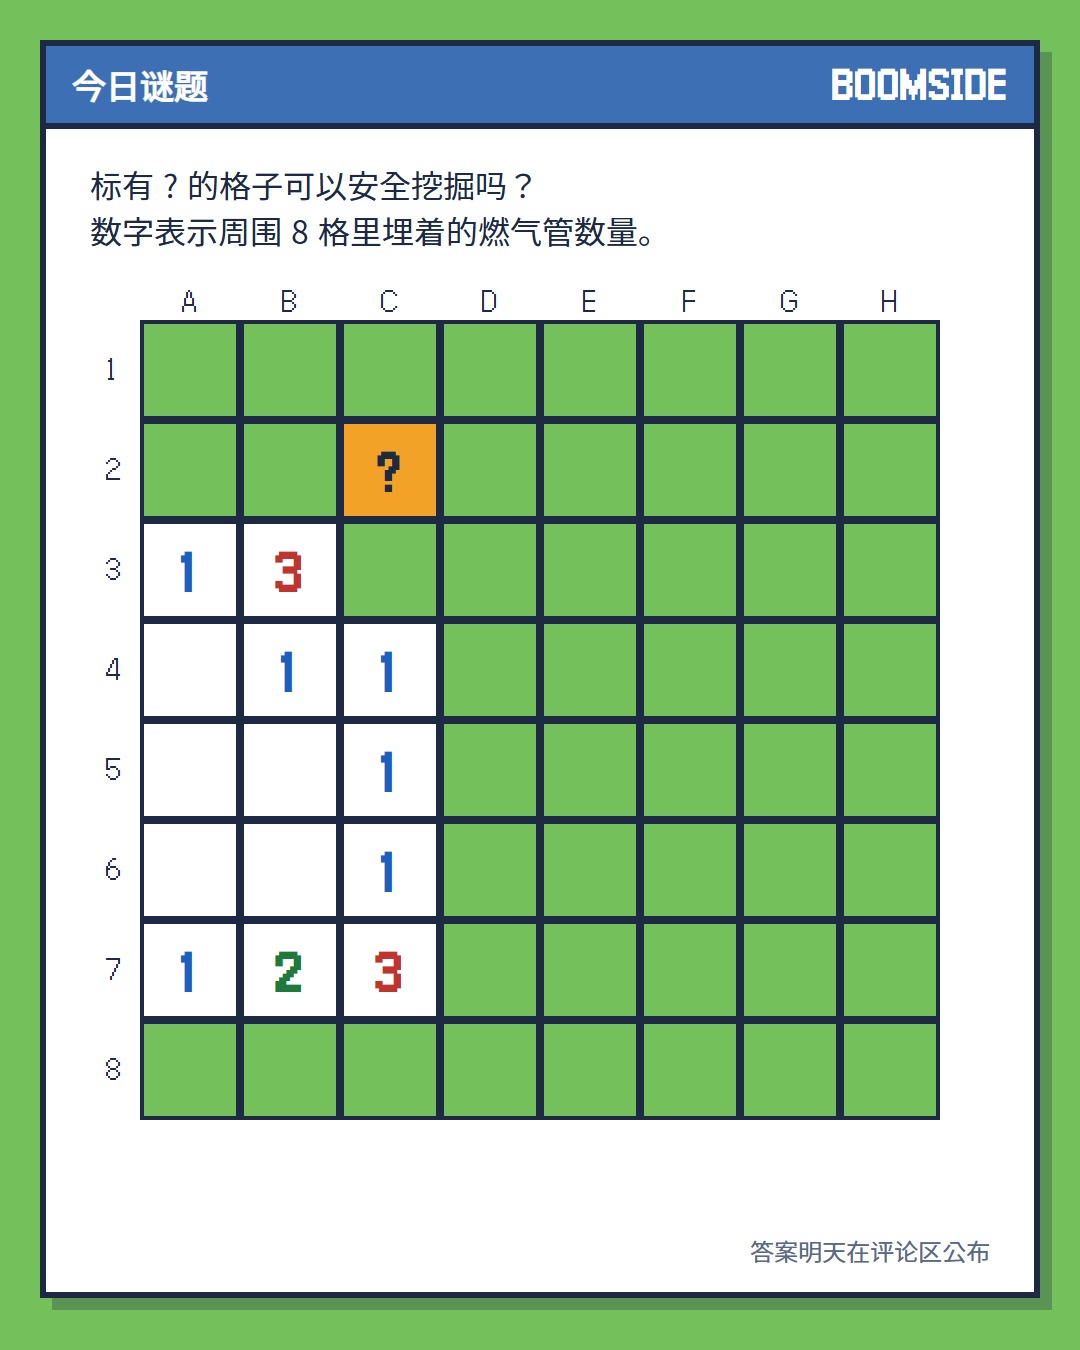 今日谜题 BOOMSIDE
标有 ? 的格子可以安全挖掘吗？
数字表示周围 8 格里埋着的燃气管数量。
A B C D E F G H
1
2 ?
3 1 3
4 1 1
5 1
6 1
7 1 2 3
8
答案明天在评论区公布